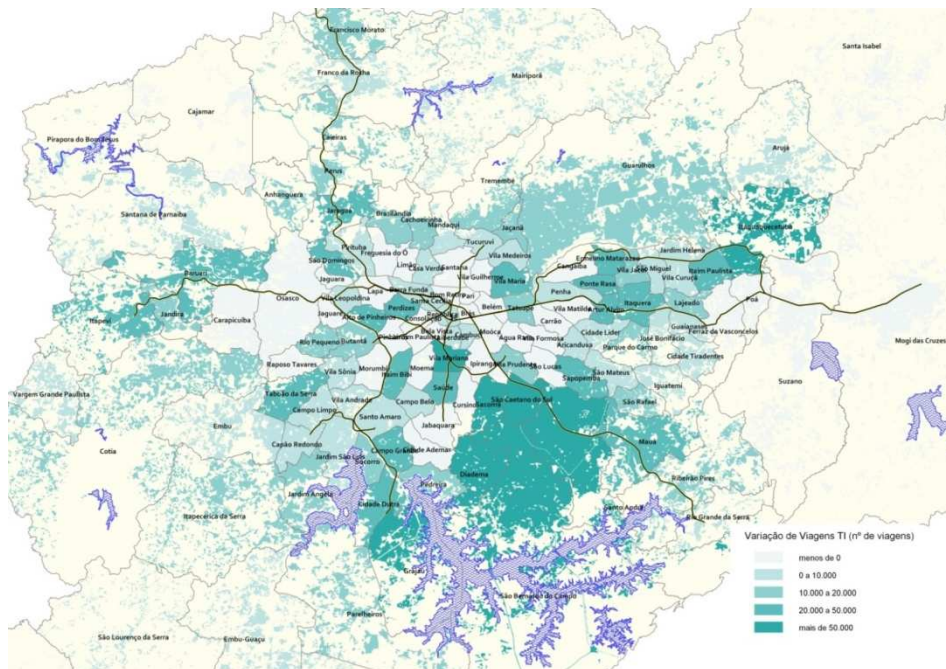 Francisco Morato
Santa Isabel
Franco da Rocha
Mairiporã
Cajamar
Pirapora do Bom Jesus
Caieiras
Arujá
Guarulhos
Perus
Tremembé
Anhanguera
Santana de Parnaíba
Jaraguá
Brasilândia
Cachoeirinha
Mandaqui
Jaçanã
Itaquaquecetuba
Tucuruvi
Pirituba
Freguesia do Ó
Jardim Helena
São Domingos
Limão
Casa Verde
Santana
Vila Medeiros
Ermelino Matarazzo
Cangaíba
Vila Jacuí
São Miguel
Itaim Paulista
Barueri
Jaguara
Vila Guilherme
Vila Maria
Vila Curuçá
Lapa
Barra Funda
Bom Retiro
Pari
Penha
Ponte Rasa
Osasco
Vila Leopoldina
Santa Cecília
Belém
Tatuapé
Vila Matilde
Artur Alvim
Itaquera
Lajeado
Poá
Itapevi
Jandira
Carapicuíba
Jaguaré
Alto de Pinheiros
Perdizes
Consolação
Brás
Carrão
Guaianases
Ferraz de Vasconcelos
Rio Pequeno
Butantã
Bela Vista
Moóca
Água Rasa
Vila Formosa
Aricanduva
Cidade Líder
José Bonifácio
Mogi das Cruzes
Raposo Tavares
Jardim Paulista
Parque do Carmo
Cidade Tiradentes
Vila Sônia
Morumbi
Itaim Bibi
Moema
Vila Mariana
Ipiranga
Vila Prudente
São Lucas
Sapopemba
São Mateus
Iguatemi
Suzano
Vargem Grande Paulista
Taboão da Serra
Vila Andrade
Saúde
Campo Belo
Cursino
Sacomã
São Caetano do Sul
São Rafael
Campo Limpo
Santo Amaro
Embu
Jabaquara
Capão Redondo
Campo Grande
Cidade Ademar
Mauá
Cotia
Jardim São Luís
Socorro
Diadema
Ribeirão Pires
Jardim Ângela
Pedreira
Itapecerica da Serra
Cidade Dutra
Santo André
Rio Grande da Serra
Grajaú
São Bernardo do Campo
Parelheiros
São Lourenço da Serra
Embu-Guaçu
Variação de Viagens TI (nº de viagens)
menos de 0
0 a 10.000
10.000 a 20.000
20.000 a 50.000
mais de 50.000